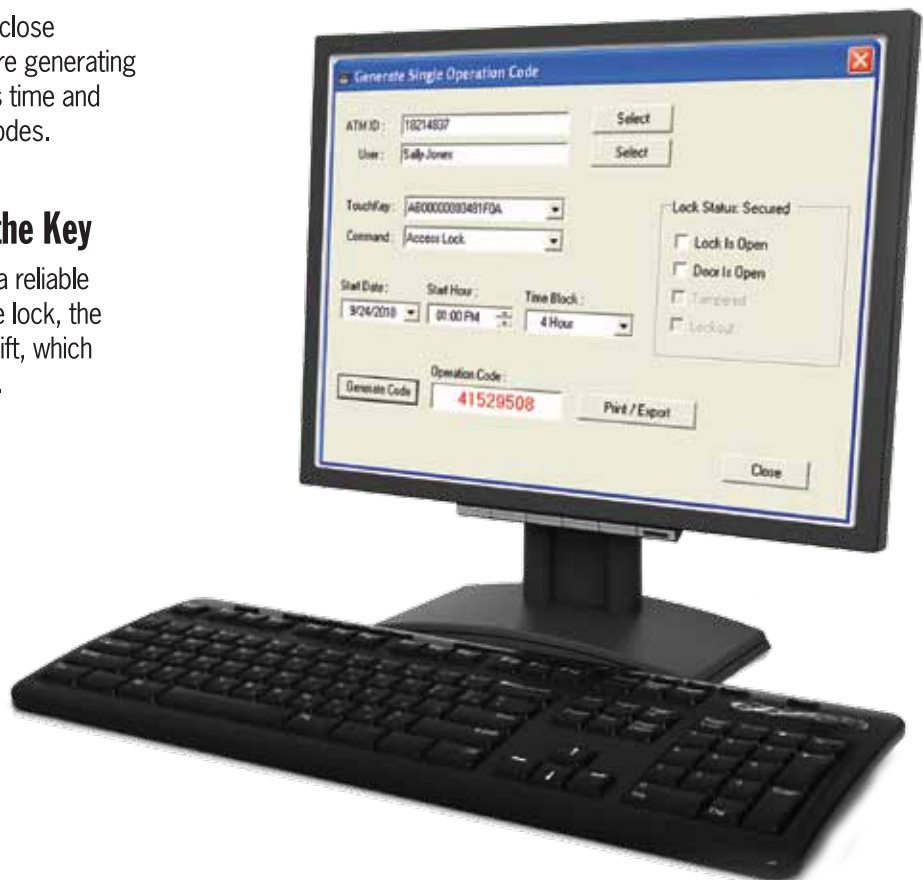 close
re generating
s time and
odes.
the Key
a reliable
e lock, the
ift, which
Generate Single Operation Code
ATM ID : 18214837 Select
User : Sally Jones Select
TouchKey :
Command : Access Lock
Lock Status: Secured
Lock Is Open
Door Is Open
Tampered
Lockout
Start Date : Start Hour : Time Block :
9/24/2010 01:00 PM 4 Hour
Operation Code :
Generate Code 41529508 Print / Export
Close